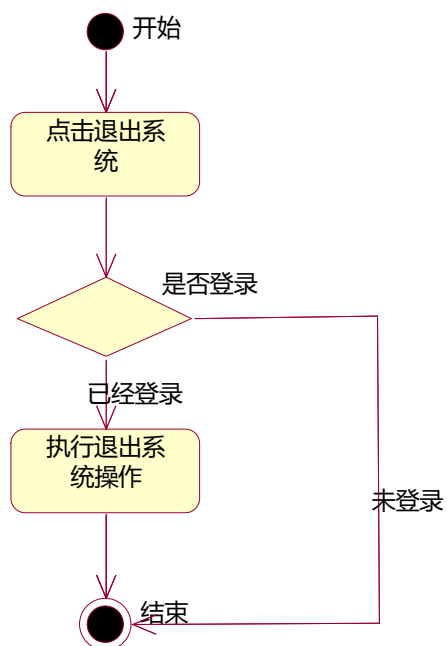 开始
点击退出系
统
是否登录
已经登录
执行退出系
统操作
未登录
结束